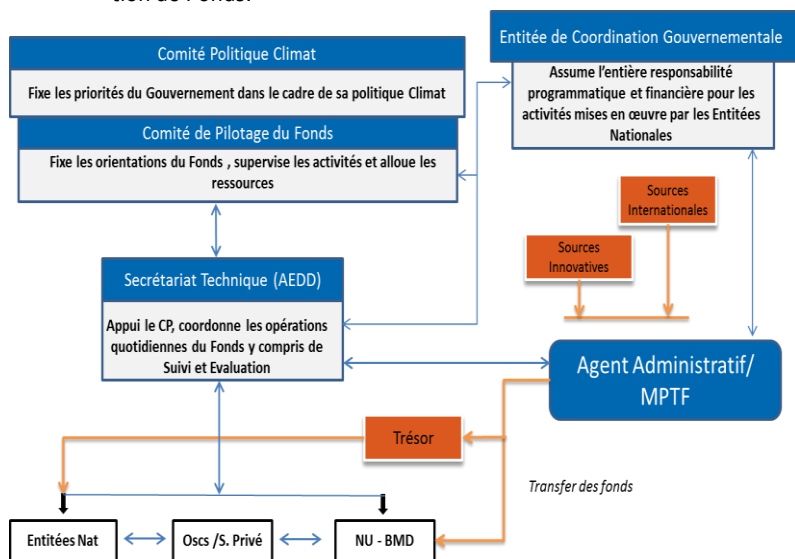 tion de Fonds.
Comité Politique Climat
Fixe les priorités du Gouvernement dans le cadre de sa politique Climat
Comité de Pilotage du Fonds
Fixe les orientations du Fonds , supervise les activités et alloue les
ressources
Entitée de Coordination Gouvernementale
Assume l'entière responsabilité
programmatique et financière pour les
activités mises en œuvre par les Entitées
Nationales
Sources
Internationales
Sources
Innovatives
Secrétariat Technique (AEDD)
Appui le CP, coordonne les opérations
quotidiennes du Fonds y compris de
Suivi et Evaluation
Agent Administratif/
MPTF
Trésor
Transfer des fonds
Entitées Nat
Oscs /S. Privé
NU - BMD